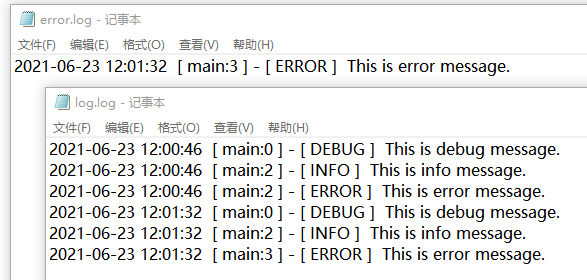 error.log - 记事本
文件(F) 编辑(E) 格式(O) 查看(V) 帮助(H)
2021-06-23 12:01:32 [ main:3 ] - [ ERROR ] This is error message.
log.log - 记事本
文件(F) 编辑(E) 格式(O) 查看(V) 帮助(H)
2021-06-23 12:00:46 [ main:0 ] - [ DEBUG ] This is debug message.
2021-06-23 12:00:46 [ main:2 ] - [ INFO ] This is info message.
2021-06-23 12:00:46 [ main:2 ] - [ ERROR ] This is error message.
2021-06-23 12:01:32 [ main:0 ] - [ DEBUG ] This is debug message.
2021-06-23 12:01:32 [ main:2 ] - [ INFO ] This is info message.
2021-06-23 12:01:32 [ main:3 ] - [ ERROR ] This is error message.